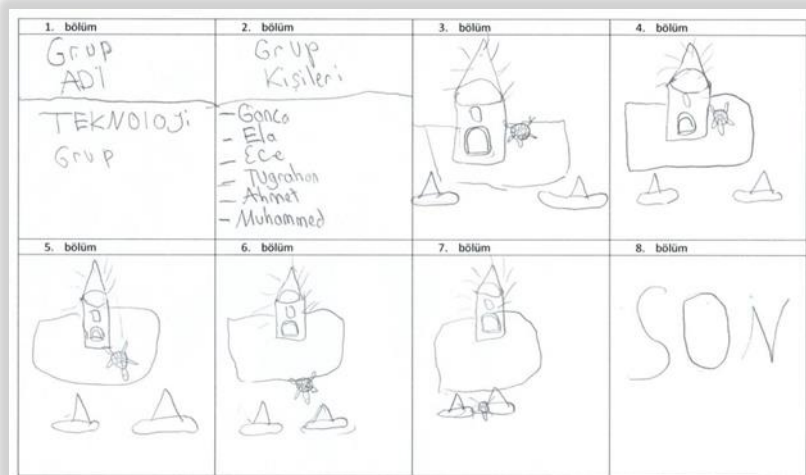 1. bölüm
Grup
ADI
TEKNOLOJİ
Grup
2. bölüm
Grup
Kişileri
- Gonca
- Ela
- Ece
- Tuğrahan
- Ahmet
- Muhammed
3. bölüm
4. bölüm
5. bölüm
6. bölüm
7. bölüm
8. bölüm
SON